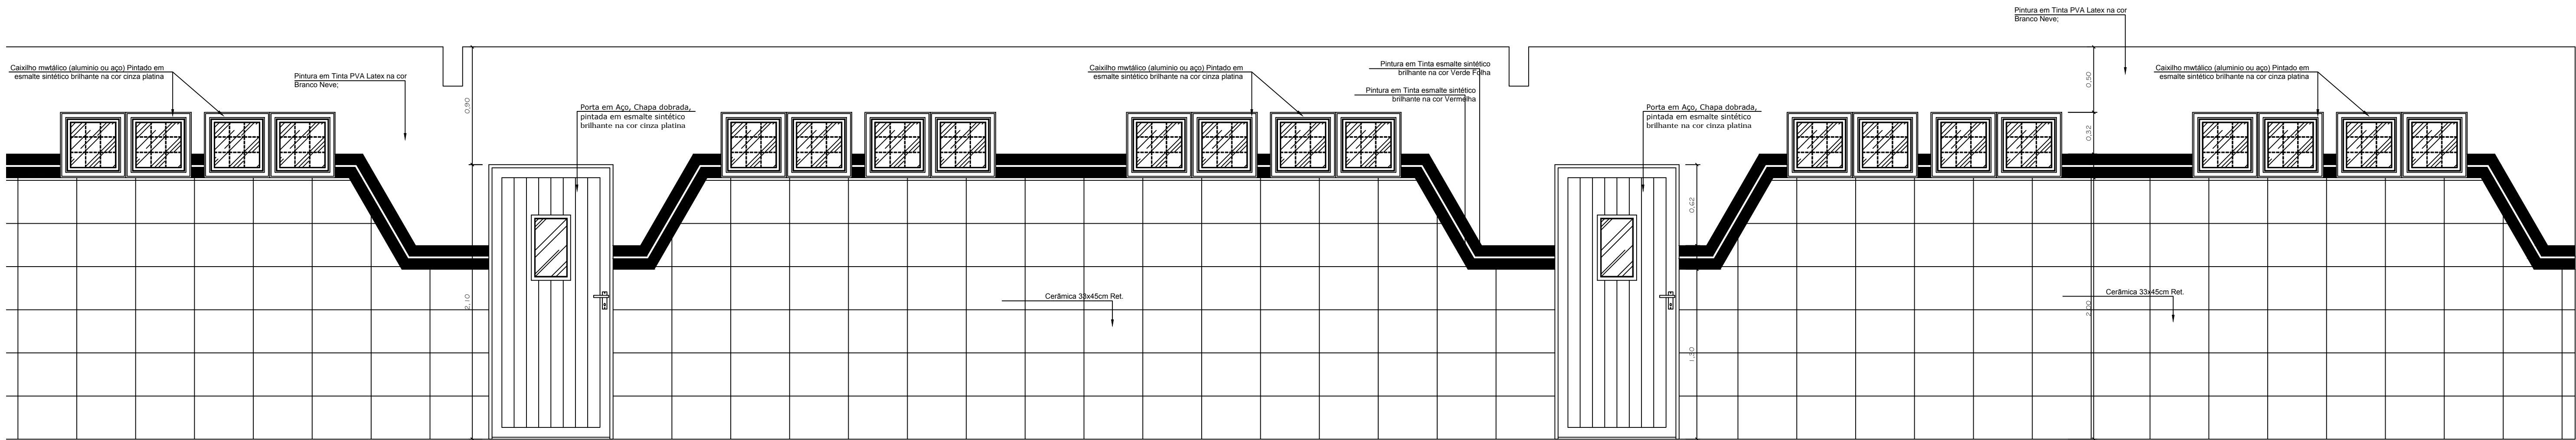 Pintura em Tinta PVA Latex na cor
Branco Neve;
Caixilho mwtálico (aluminio ou aço) Pintado em
esmalte sintético brilhante na cor cinza platina
Pintura em Tinta PVA Latex na cor
Branco Neve;
0,90
Porta em Aço, Chapa dobrada,
pintada em esmalte sintético
brilhante na cor cinza platina
Caixilho mwtálico (aluminio ou aço) Pintado em
esmalte sintético brilhante na cor cinza platina
Pintura em Tinta esmalte sintético
brilhante na cor Verde Folha
Pintura em Tinta esmalte sintético
brilhante na cor Vermelha
Porta em Aço, Chapa dobrada,
pintada em esmalte sintético
brilhante na cor cinza platina
0,50
0,32
Caixilho mwtálico (aluminio ou aço) Pintado em
esmalte sintético brilhante na cor cinza platina
0,62
2,10
Cerâmica 33x45cm Ret.
1,30
2,00
Cerâmica 33x45cm Ret.